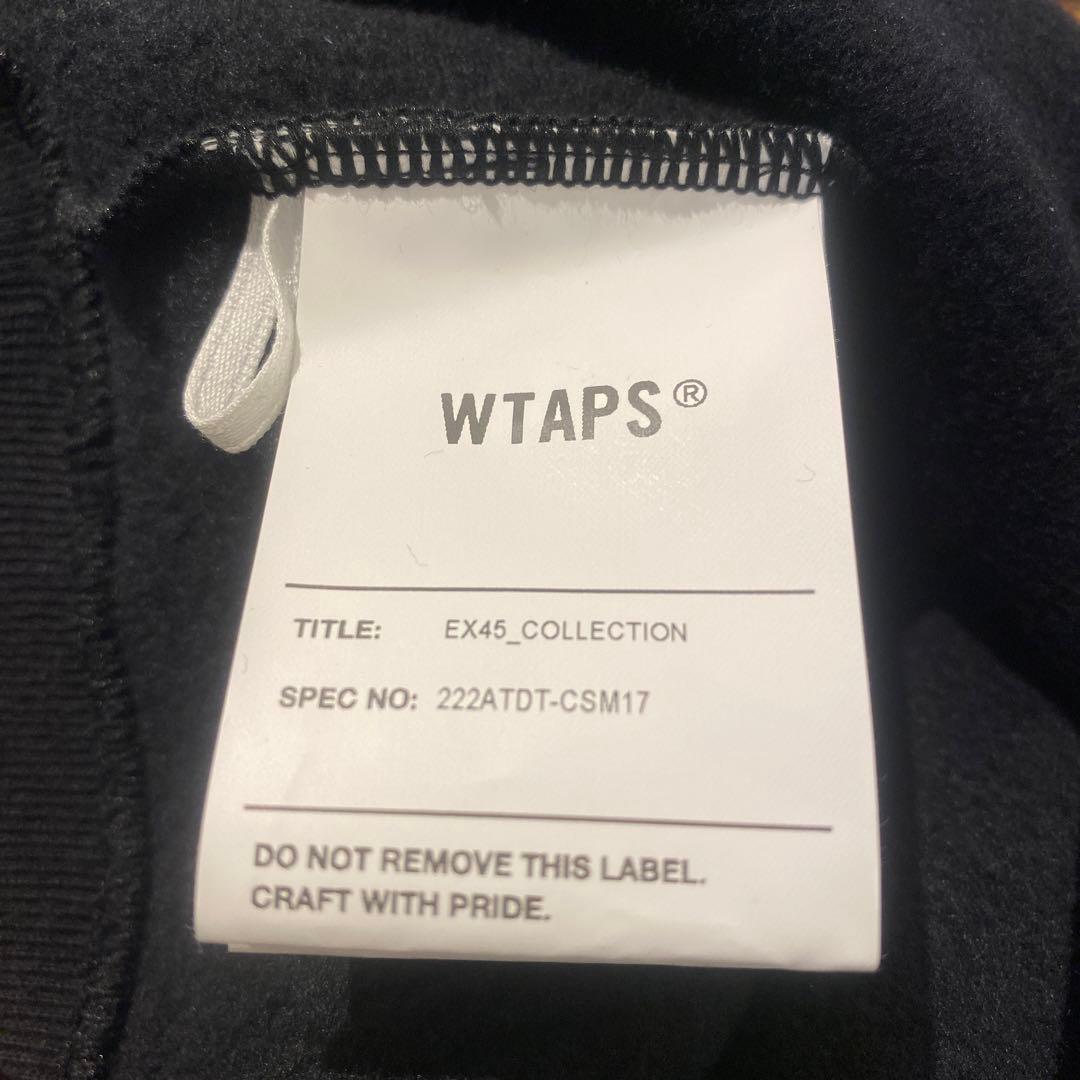 WTAPS®
TITLE: EX45_COLLECTION
SPEC NO: 222ATDT-CSM17
DO NOT REMOVE THIS LABEL.
CRAFT WITH PRIDE.